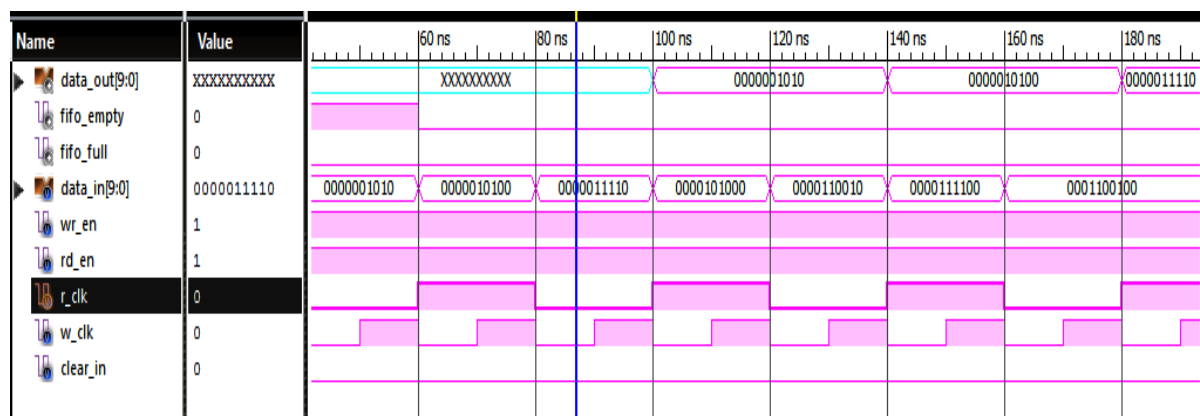 Name Value 60 ns 80 ns 100 ns 120 ns 140 ns 160 ns 180 ns
data_out[9:0] XXXXXXXXXX XXXXXXXXXX 0000001010 0000010100 0000011110
fifo_empty 0
fifo_full 0
data_in[9:0] 0000011110 0000001010 0000010100 0000011110 0000101000 0000110010 0000111100 0001100100
wr_en 1
rd_en 1
r_clk 0
w_clk 0
clear_in 0